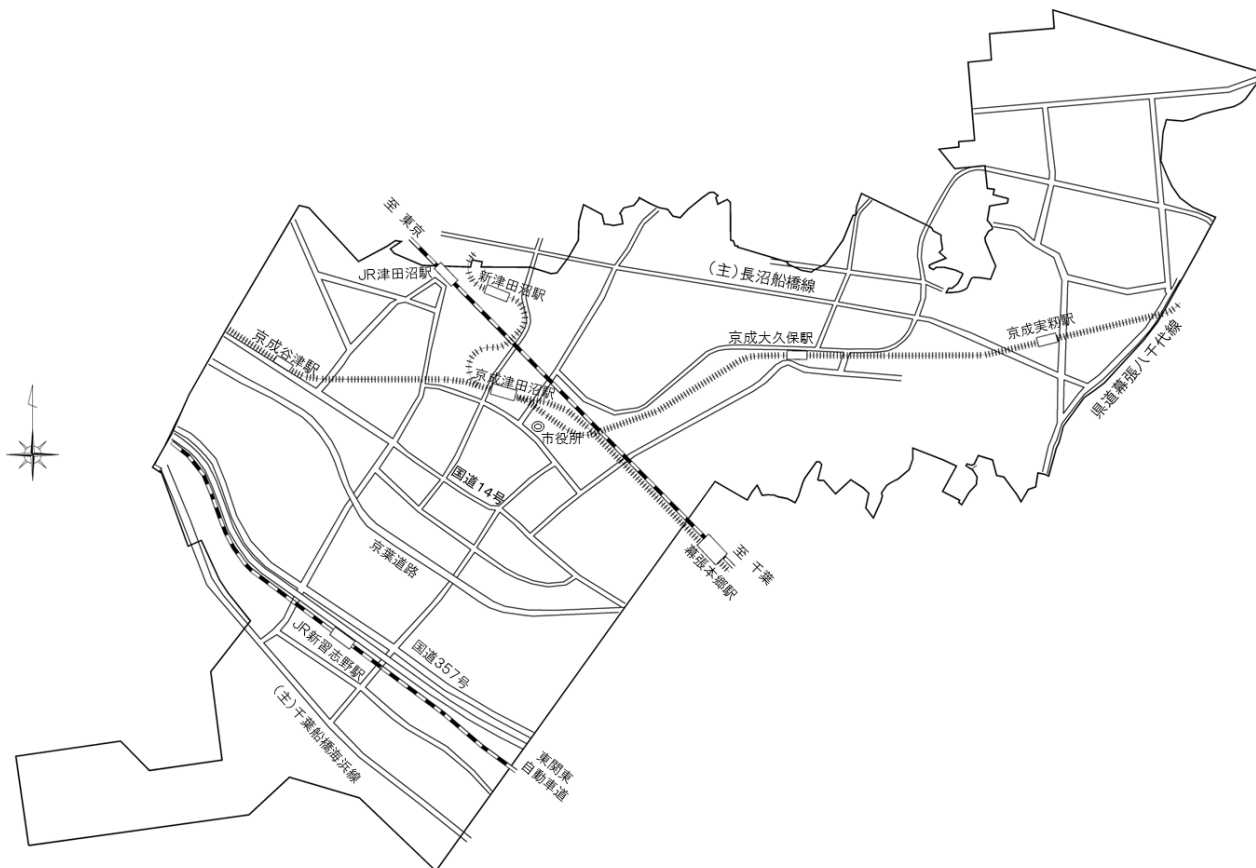 至 東京
JR津田沼駅
新津田沼駅
(主)長沼船橋線
京成大久保駅
京成実籾駅
県道幕張八千代線
京成谷津駅
京成津田沼駅
市役所
国道14号
京葉道路
至 千葉
幕張本郷駅
JR新習志野駅
国道357号
(主)千葉船橋海浜線
東関東
自動車道